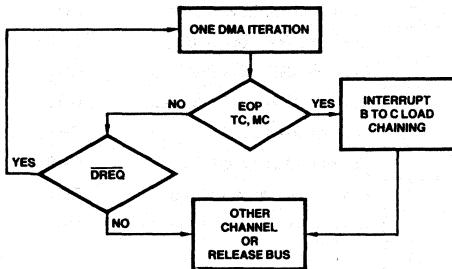 ONE DMA ITERATION
NO
EOP
TC, MC
YES
INTERRUPT
B TO C LOAD
CHAINING
YES
DREQ
NO
OTHER
CHANNEL
OR
RELEASE BUS